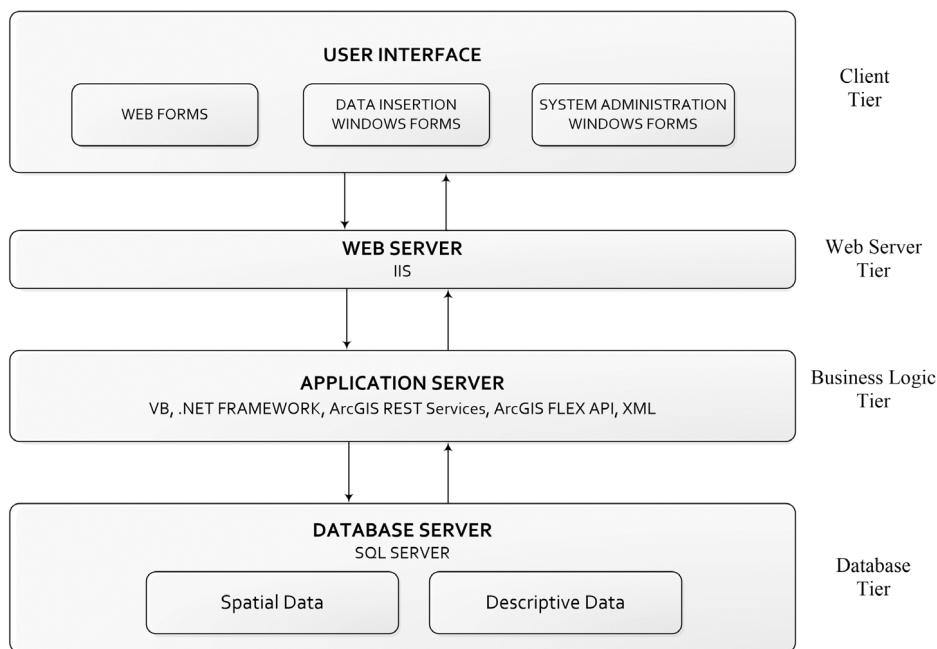 USER INTERFACE
WEB FORMS
DATA INSERTION
WINDOWS FORMS
SYSTEM ADMINISTRATION
WINDOWS FORMS
Client
Tier
WEB SERVER
IIS
Web Server
Tier
APPLICATION SERVER
VB, .NET FRAMEWORK, ArcGIS REST Services, ArcGIS FLEX API, XML
Business Logic
Tier
DATABASE SERVER
SQL SERVER
Spatial Data
Descriptive Data
Database
Tier